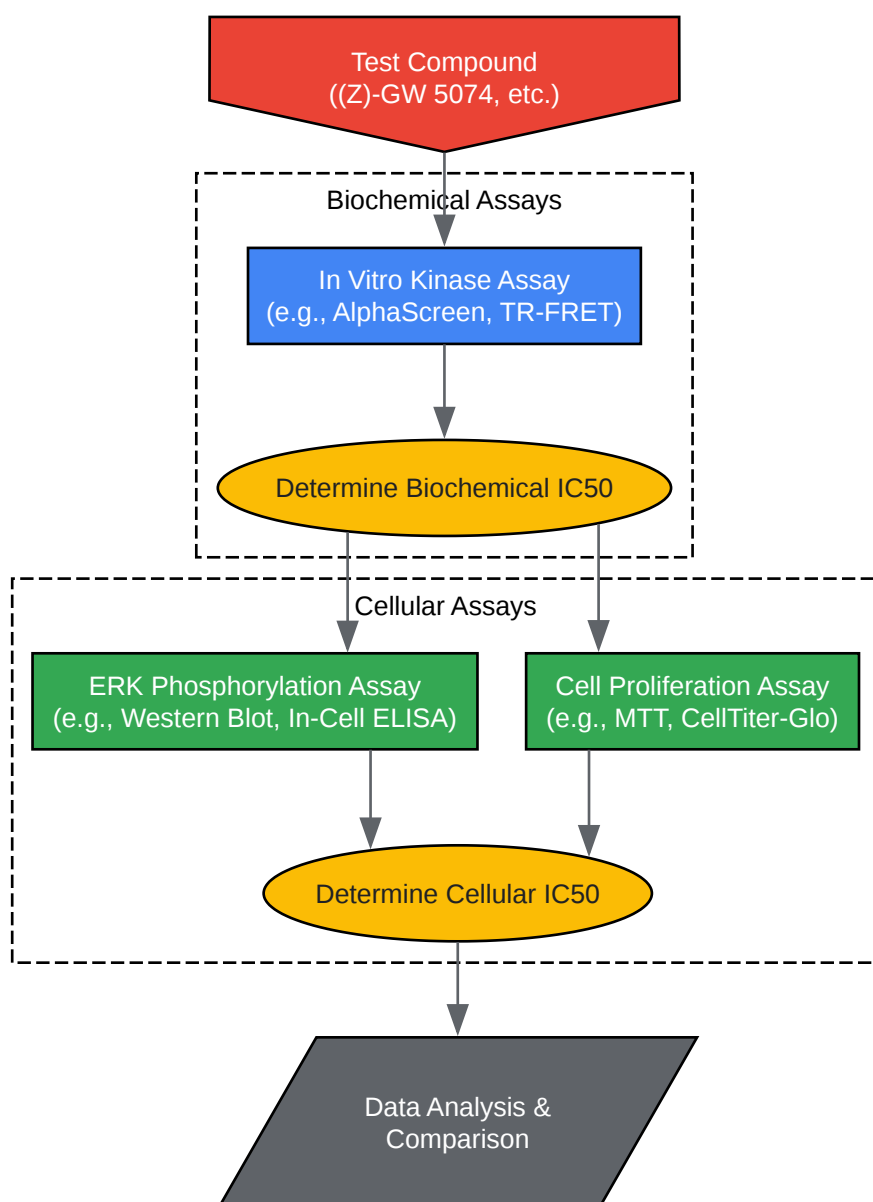 Test Compound
((Z)-GW 5074, etc.)
Biochemical Assays
In Vitro Kinase Assay
(e.g., AlphaScreen, TR-FRET)
Determine Biochemical IC50
Cellular Assays
ERK Phosphorylation Assay
(e.g., Western Blot, In-Cell ELISA)
Cell Proliferation Assay
(e.g., MTT, CellTiter-Glo)
Determine Cellular IC50
Data Analysis &
Comparison